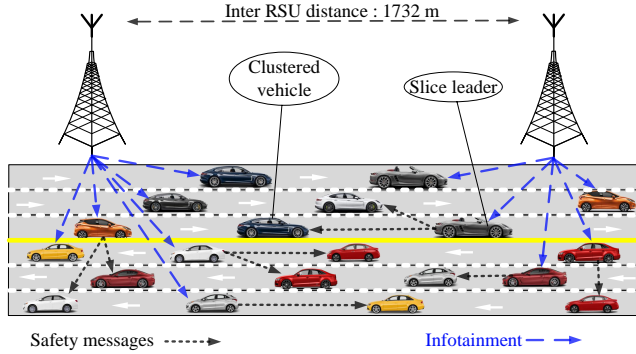 Inter RSU distance : 1732 m
Clustered
vehicle
Slice leader
Safety messages
Infotainment